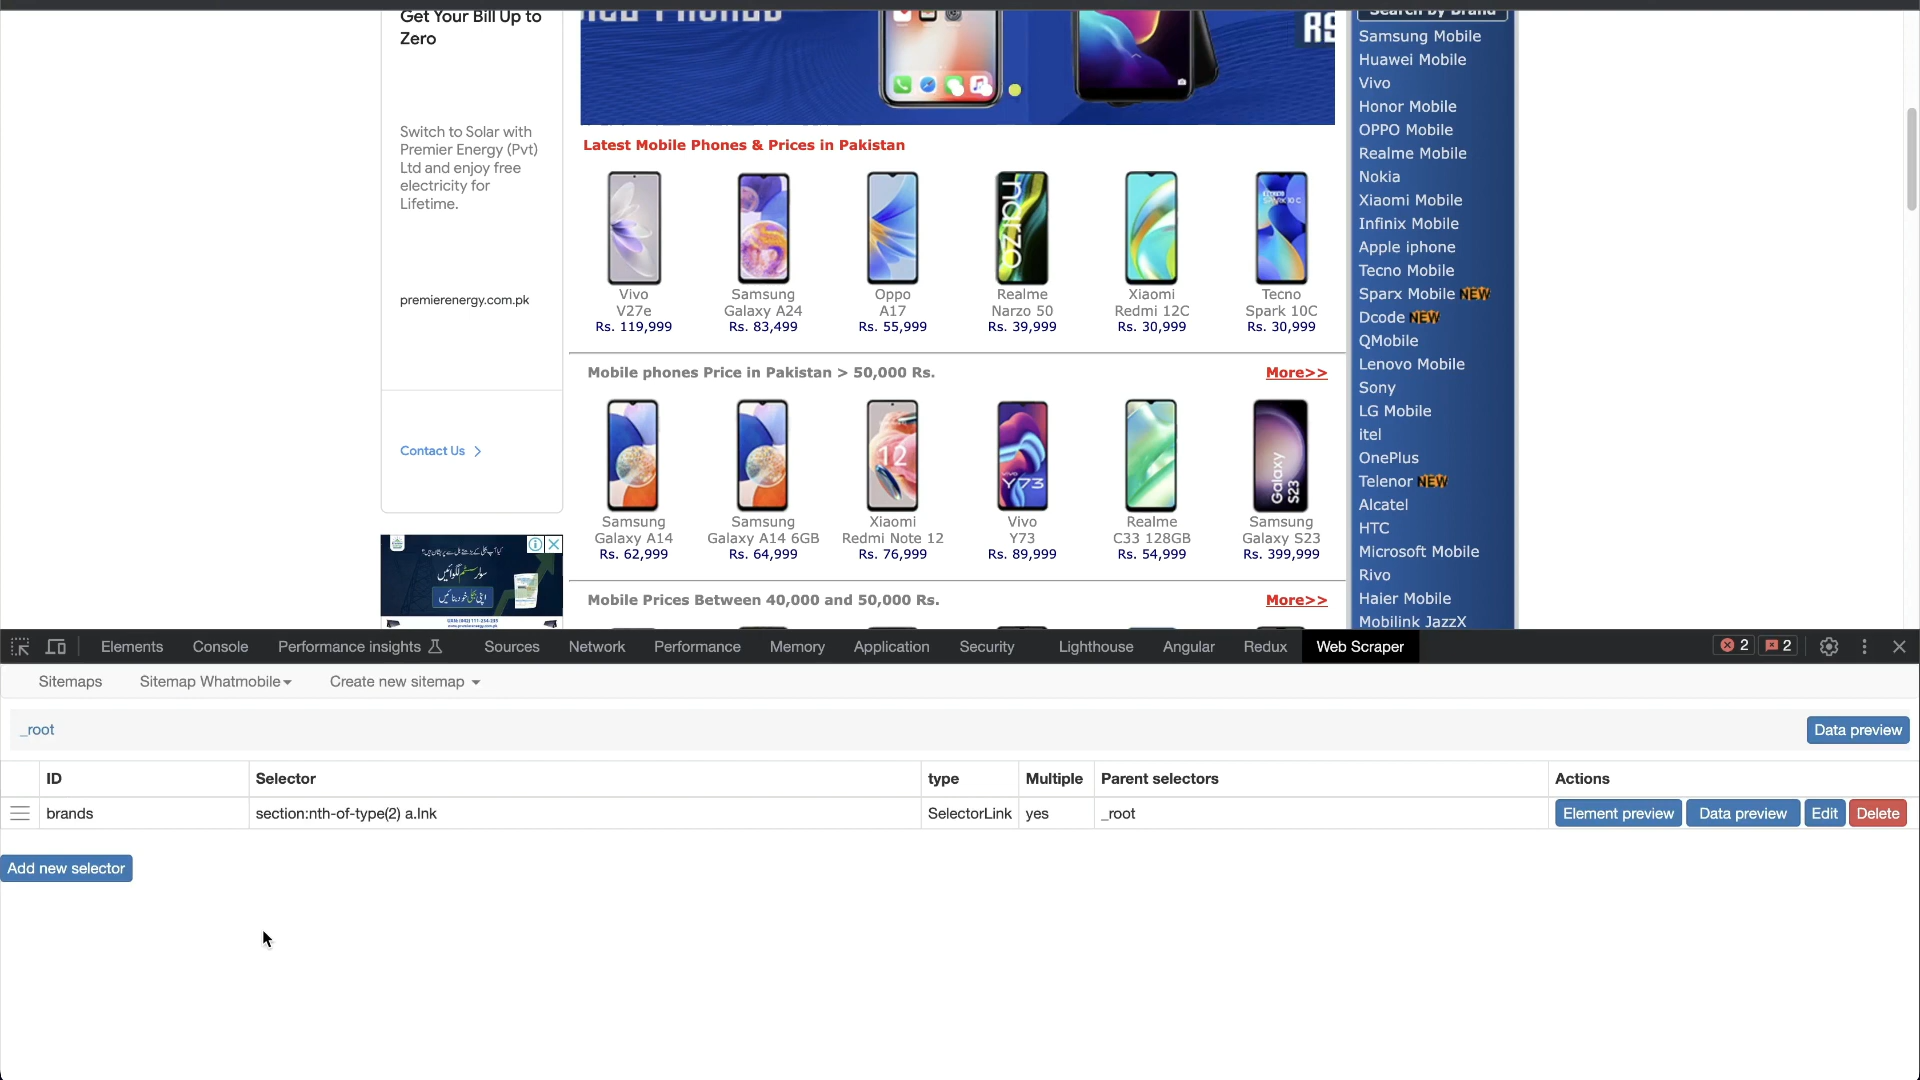 Get Your Bill Up to
Zero
Switch to Solar with
Premier Energy (Pvt)
Ltd and enjoy free
electricity for
Lifetime.
premierenergy.com.pk
Contact Us
Latest Mobile Phones & Prices in Pakistan
narzo
SPARK 10 C
Vivo
V27e
Rs. 119,999
Samsung
Galaxy A24
Rs. 83,499
Oppo
A17
Rs. 55,999
Realme
Narzo 50
Rs. 39,999
Xiaomi
Redmi 12C
Rs. 30,999
Tecno
Spark 10C
Rs. 30,999
Mobile phones Price in Pakistan > 50,000 Rs.
More>>
12
vivo
Y73
Galaxy
S23
Samsung
Galaxy A14
Rs. 62,999
Samsung
Galaxy A14 6GB
Rs. 64,999
Xiaomi
Redmi Note 12
Rs. 76,999
Vivo
Y73
Rs. 89,999
Realme
C33 128GB
Rs. 54,999
Samsung
Galaxy S23
Rs. 399,999
Mobile Prices Between 40,000 and 50,000 Rs.
More>>
Search by Brand
Samsung Mobile
Huawei Mobile
Vivo
Honor Mobile
OPPO Mobile
Realme Mobile
Nokia
Xiaomi Mobile
Infinix Mobile
Apple iphone
Tecno Mobile
Sparx Mobile NEW
Dcode NEW
QMobile
Lenovo Mobile
Sony
LG Mobile
itel
OnePlus
Telenor NEW
Alcatel
HTC
Microsoft Mobile
Rivo
Haier Mobile
Mobilink JazzX
Elements Console Performance insights Sources Network Performance Memory Application Security Lighthouse Angular Redux Web Scraper 2 2
Sitemaps Sitemap Whatmobile Create new sitemap
_root Data preview
ID Selector type Multiple Parent selectors Actions
brands section:nth-of-type(2) a.lnk SelectorLink yes _root Element preview Data preview Edit Delete
Add new selector